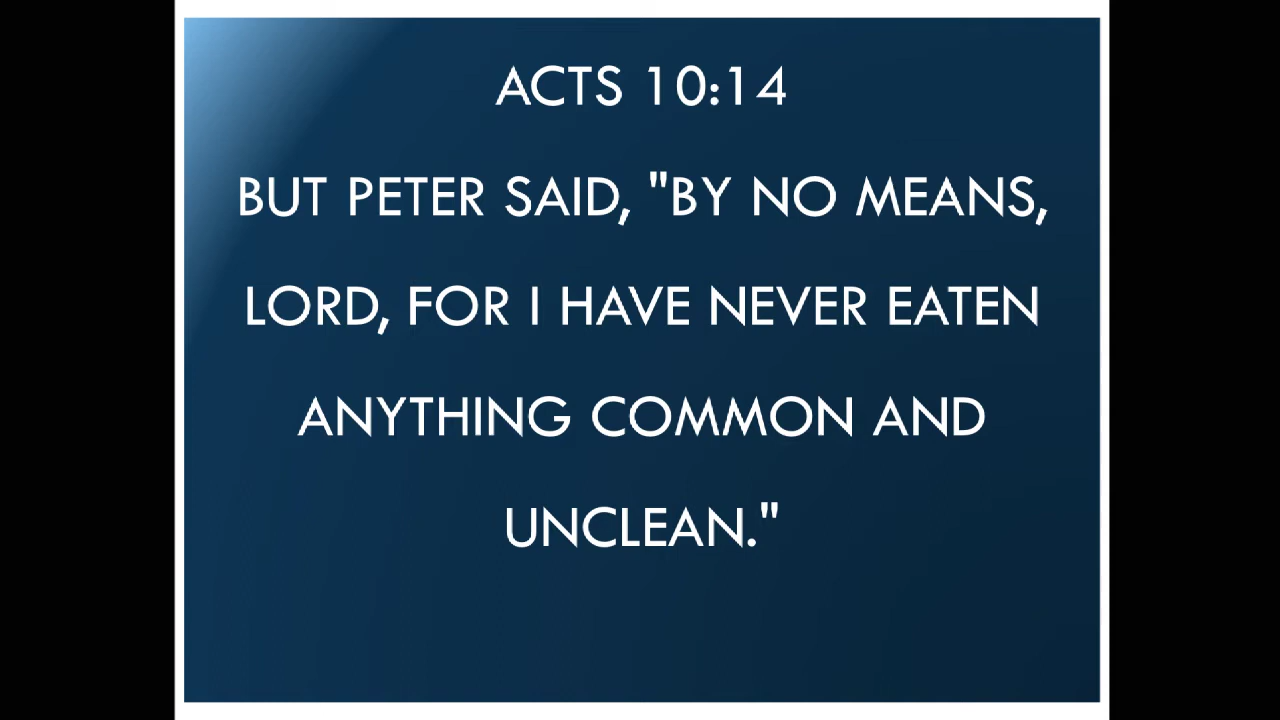 ACTS 10:14
BUT PETER SAID, "BY NO MEANS,
LORD, FOR I HAVE NEVER EATEN
ANYTHING COMMON AND
UNCLEAN."